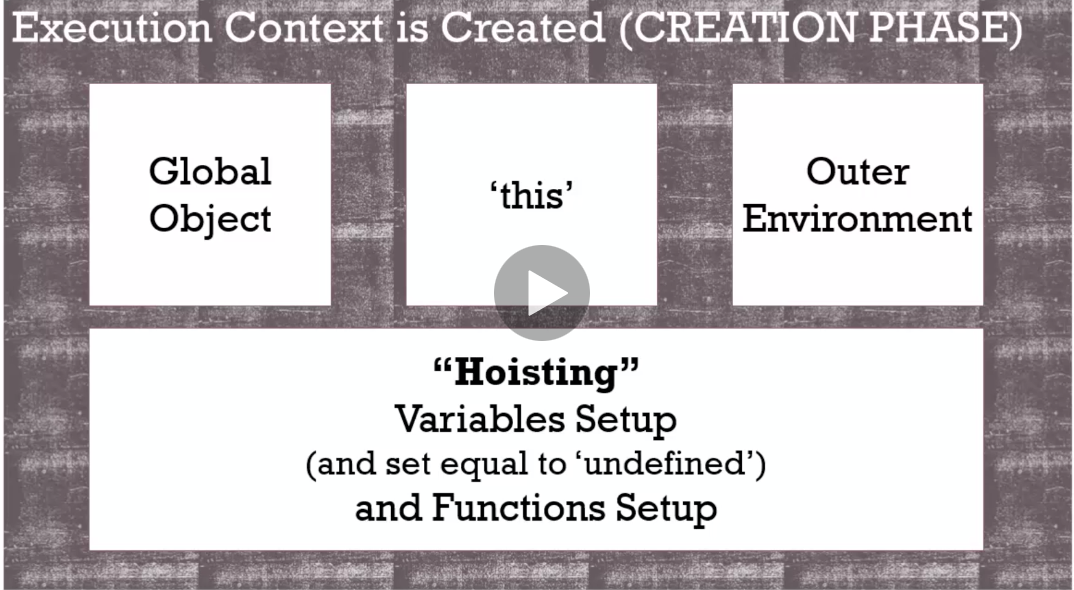 Execution Context is Created (CREATION PHASE)
Global
Object
‘this’
Outer
Environment
“Hoisting”
Variables Setup
(and set equal to ‘undefined’)
and Functions Setup